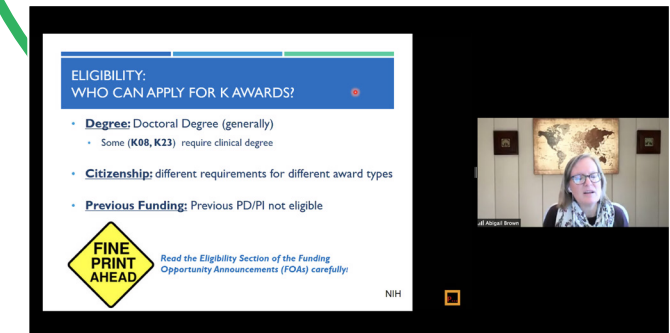 ELIGIBILITY:
WHO CAN APPLY FOR K AWARDS?
• Degree: Doctoral Degree (generally)
• Some (K08, K23) require clinical degree
• Citizenship: different requirements for different award types
• Previous Funding: Previous PD/PI not eligible
FINE
PRINT
AHEAD
Read the Eligibility Section of the Funding
Opportunity Announcements (FOAs) carefully!
NIH
Abigail Brown